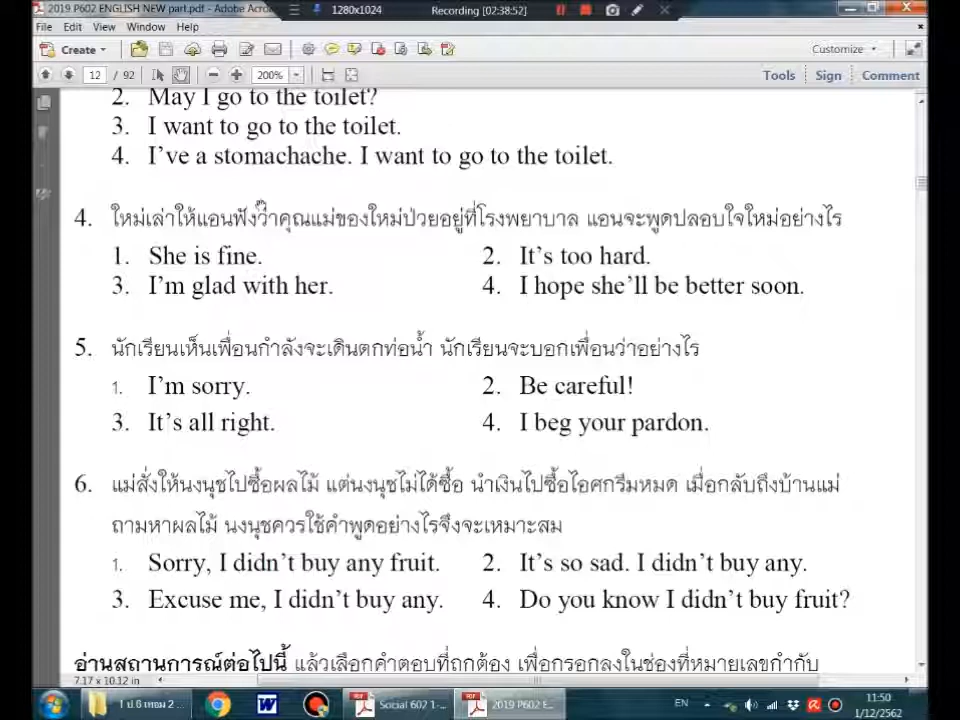 2019 P602 ENGLISH NEW part.pdf - Adobe Acro
1280x1024
Recording [02:38:52]
File Edit View Window Help
Create
Customize
12 / 92
200%
Tools Sign Comment
2. May I go to the toilet?
3. I want to go to the toilet.
4. I've a stomachache. I want to go to the toilet.
4. ใหม่เล่าให้แอนฟังว่าคุณแม่ของใหม่ป่วยอยู่ที่โรงพยาบาล แอนจะพูดปลอบใจใหม่อย่างไร
1. She is fine. 2. It's too hard.
3. I'm glad with her. 4. I hope she'll be better soon.
5. นักเรียนเห็นเพื่อนกำลังจะเดินตกท่อน้ำ นักเรียนจะบอกเพื่อนว่าอย่างไร
1. I'm sorry. 2. Be careful!
3. It's all right. 4. I beg your pardon.
6. แม่สั่งให้นงนุชไปซื้อผลไม้ แต่นงนุชไม่ได้ซื้อ นำเงินไปซื้อไอศกรีมหมด เมื่อกลับถึงบ้านแม่
ถามหาผลไม้ นงนุชควรใช้คำพูดอย่างไรจึงจะเหมาะสม
1. Sorry, I didn't buy any fruit. 2. It's so sad. I didn't buy any.
3. Excuse me, I didn't buy any. 4. Do you know I didn't buy fruit?
อ่านสถานการณ์ต่อไปนี้ แล้วเลือกคำตอบที่ถูกต้อง เพื่อกรอกลงในช่องที่หมายเลขกำกับ
7.17 x 10.12 in
1 ป.6 เทอม 2 ... Social 602 1-... 2019 P602 E... EN 11:50
1/12/2562